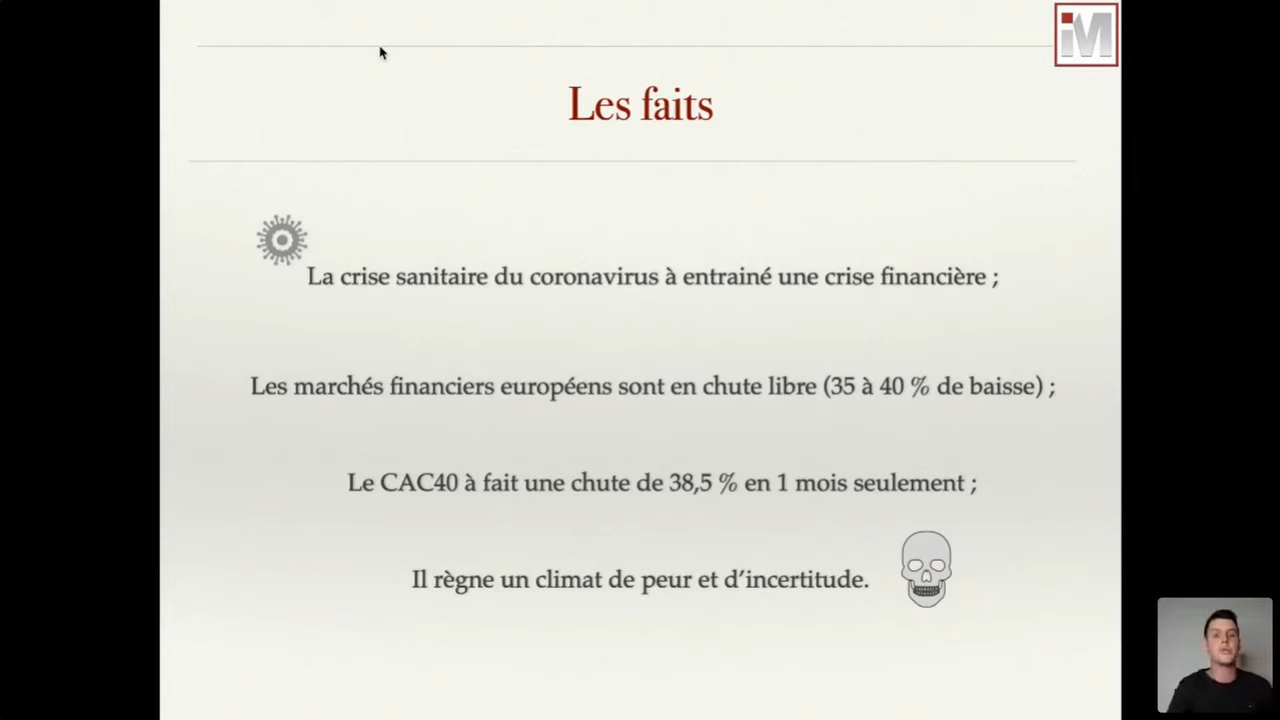 iM
Les faits
La crise sanitaire du coronavirus à entrainé une crise financière ;
Les marchés financiers européens sont en chute libre (35 à 40 % de baisse) ;
Le CAC40 à fait une chute de 38,5 % en 1 mois seulement ;
Il règne un climat de peur et d’incertitude.